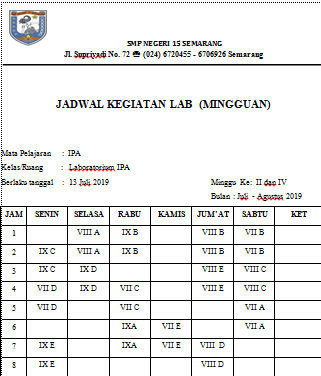 SMP NEGERI 15 SEMARANG
Jl. Supriyadi No. 72 ☎ (024) 6720455 - 6706926 Semarang
JADWAL KEGIATAN LAB (MINGGUAN)
Mata Pelajaran : IPA
Kelas/Ruang : Laboratorium IPA
Berlaku tanggal : 13 Juli 2019 Minggu Ke: II dan IV
Bulan : Juli - Agustus 2019
JAM SENIN SELASA RABU KAMIS JUM'AT SABTU KET
1 VIII A IX B VIII B VII B
2 IX C VIII A IX B VIII B VII B
3 IX C IX D VIII E VIII C
4 VII D IX D VII C VIII E VIII C
5 VII D VII C VII A
6 IXA VII E VII A
7 IX E IXA VII E VIII D
8 IX E VIII D